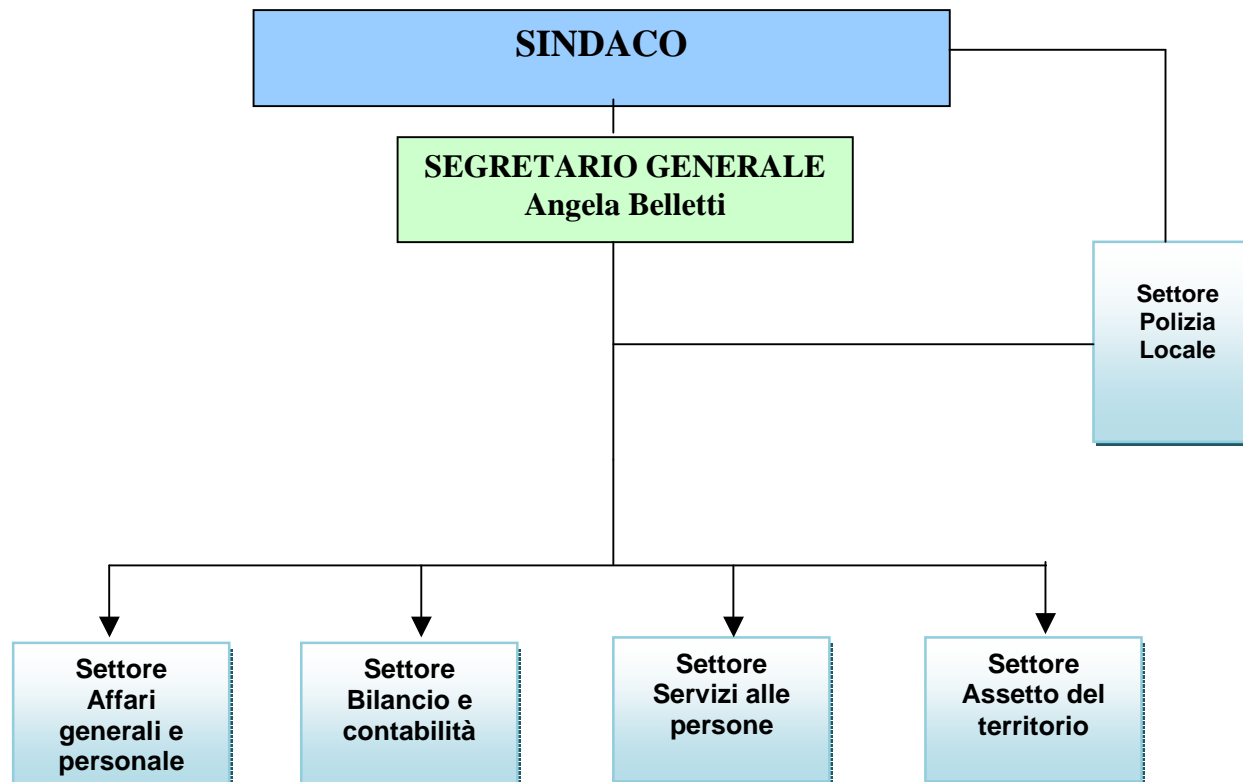 SINDACO
SEGRETARIO GENERALE
Angela Belletti
Settore
Polizia
Locale
Settore
Affari
generali e
personale
Settore
Bilancio e
contabilità
Settore
Servizi alle
persone
Settore
Assetto del
territorio